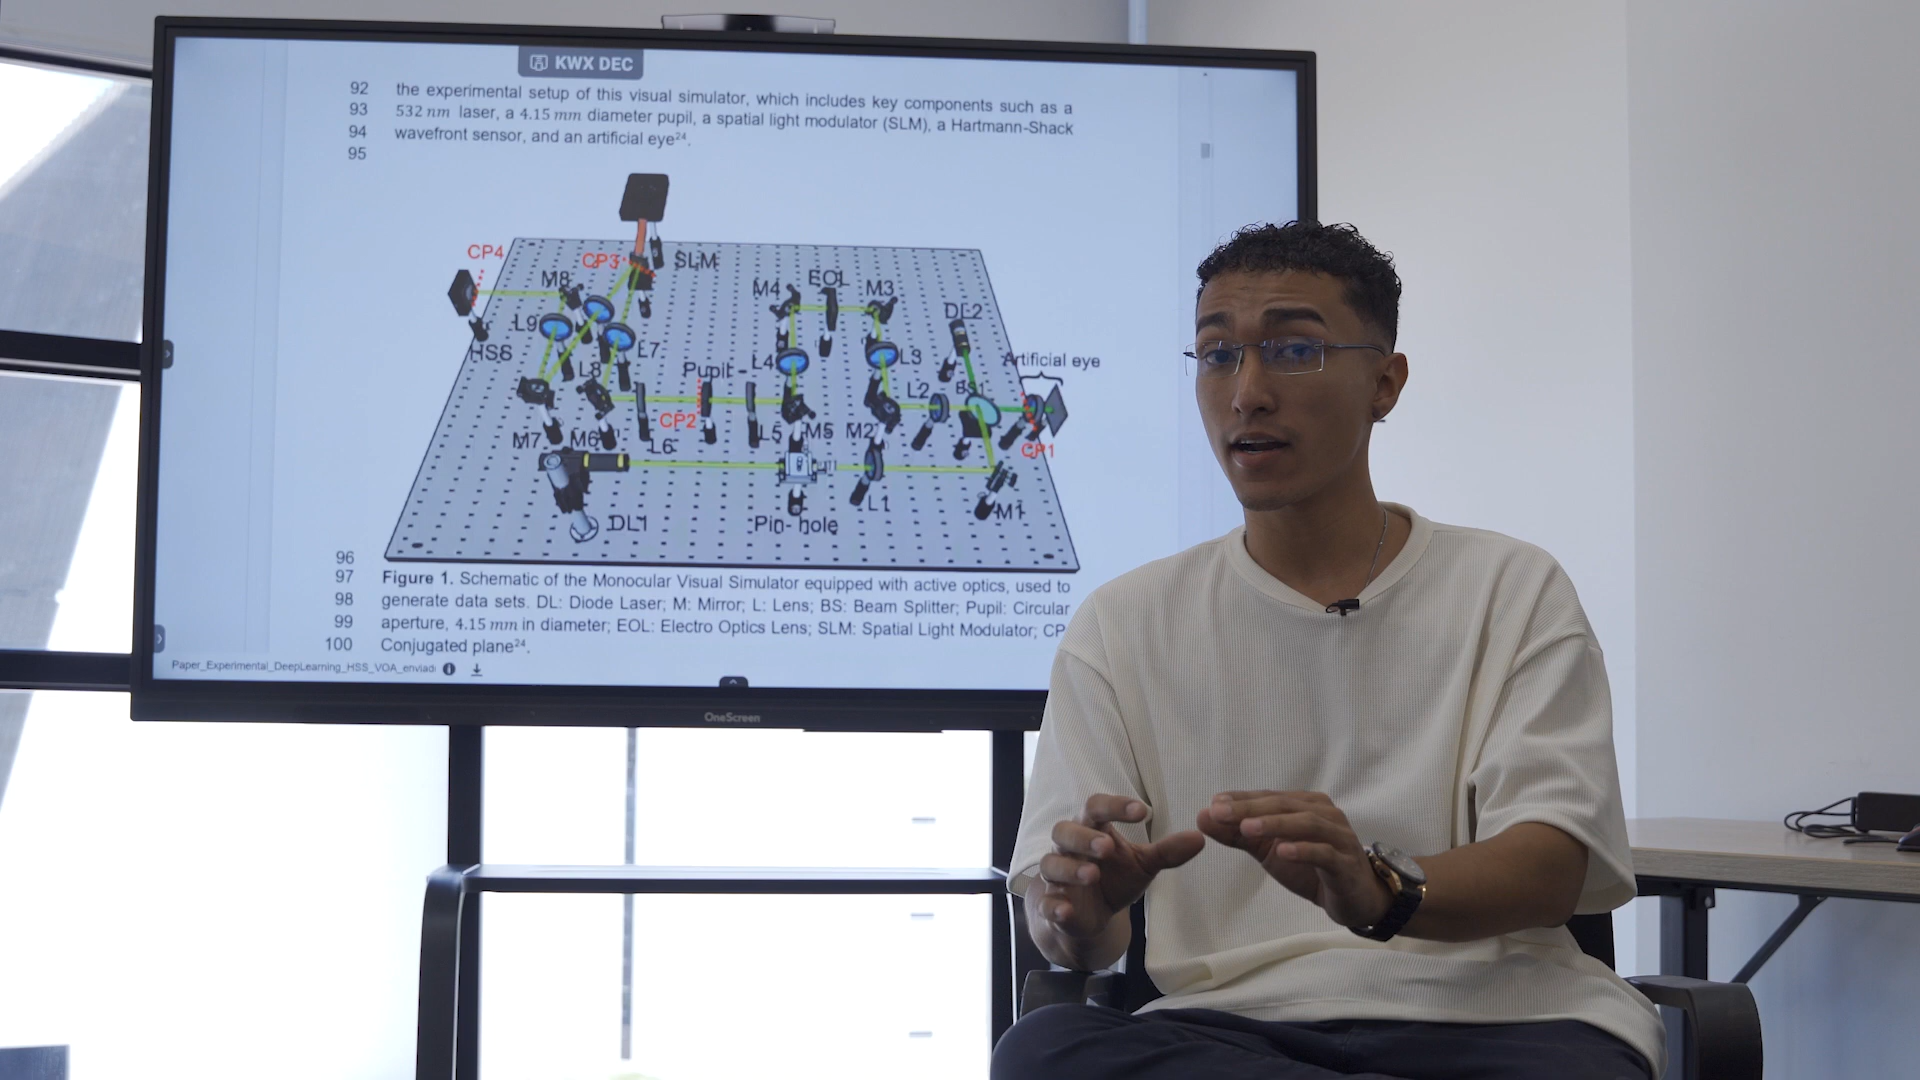 KWX DEC
92 the experimental setup of this visual simulator, which includes key components such as a
93 532 nm laser, a 4.15 mm diameter pupil, a spatial light modulator (SLM), a Hartmann-Shack
94 wavefront sensor, and an artificial eye24.
95
CP4
CP3
SLM
M8
M4
EOL
M3
DL2
L9
HSS
L7
L8
Pupil
L4
L3
Artificial eye
L2
BS1
CP2
M7
M6
L6
L5
M5
M2
CP1
DL1
Pin-hole
L1
M1
96
97 Figure 1. Schematic of the Monocular Visual Simulator equipped with active optics, used to
98 generate data sets. DL: Diode Laser; M: Mirror; L: Lens; BS: Beam Splitter; Pupil: Circular
99 aperture, 4.15 mm in diameter; EOL: Electro Optics Lens; SLM: Spatial Light Modulator; CP
100 Conjugated plane24.
Paper_Experimental_DeepLearning_HSS_VOA_enviad
OneScreen